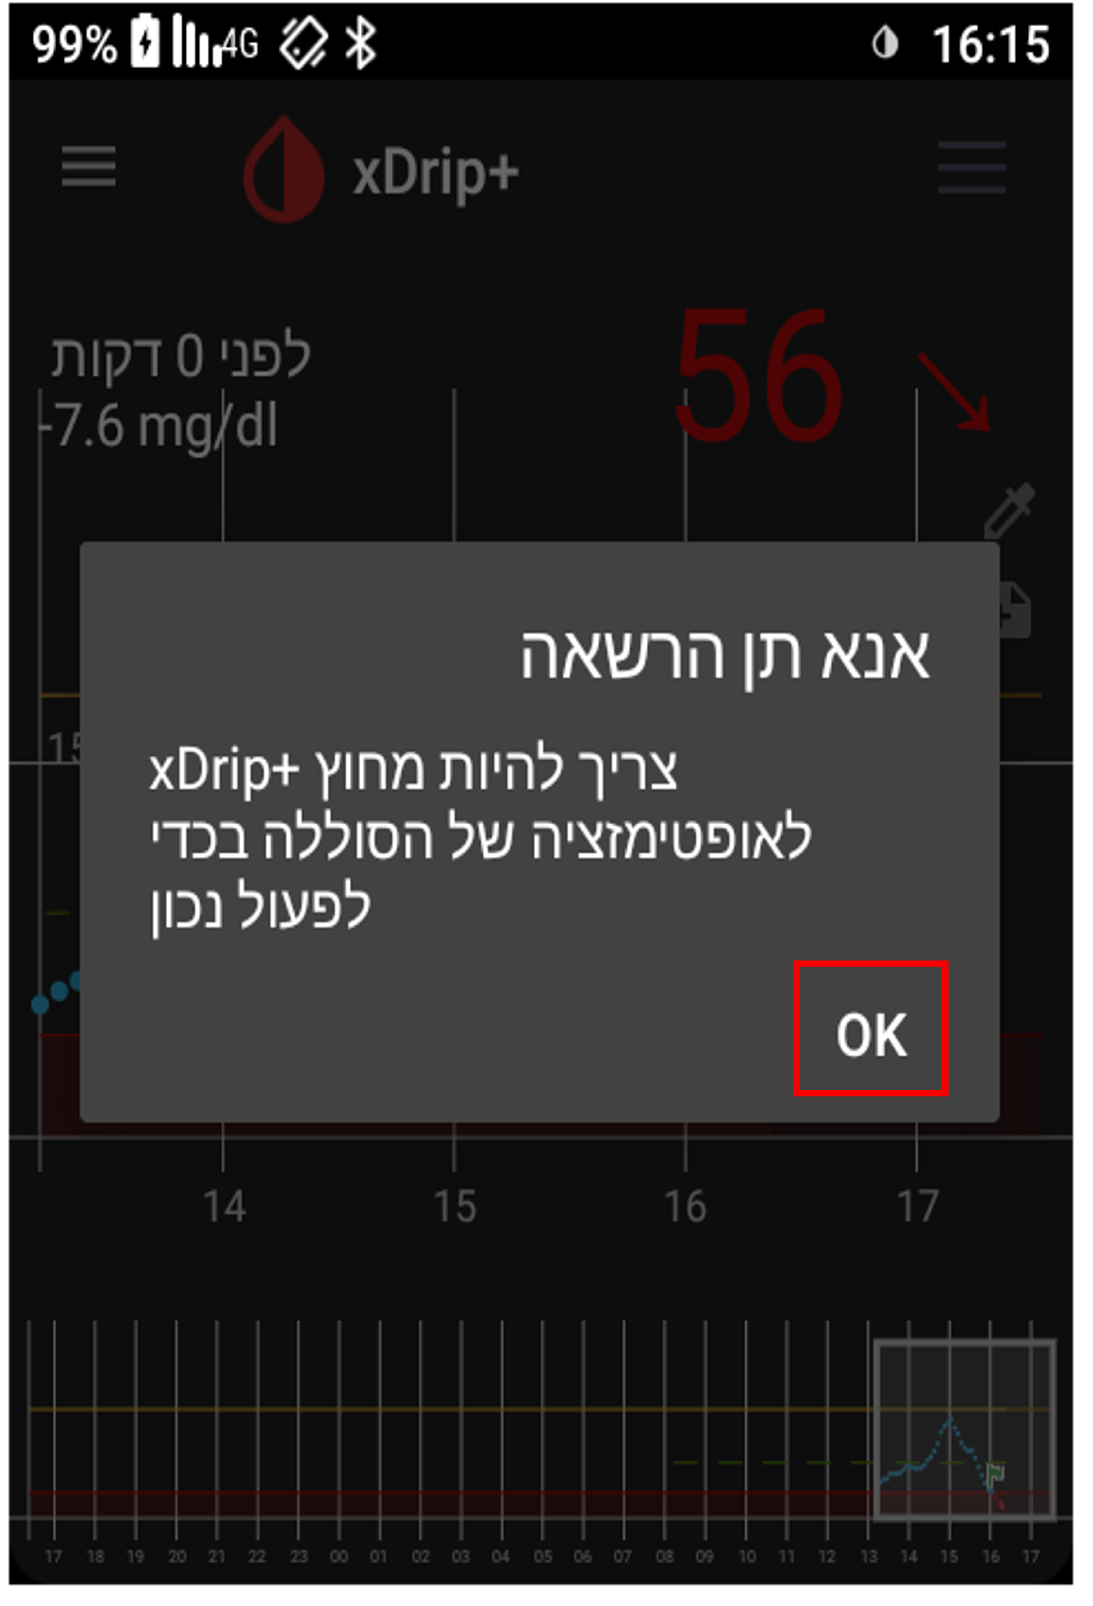 99% 4G 16:15
xDrip+
לפני 0 דקות
56
-7.6 mg/dl
אנא תן הרשאה
xDrip+ צריך להיות מחוץ
לאופטימזציה של הסוללה בכדי
לפעול נכון
OK
14 15 16 17
17 18 19 20 21 22 23 00 01 02 03 04 05 06 07 08 09 10 11 12 13 14 15 16 17